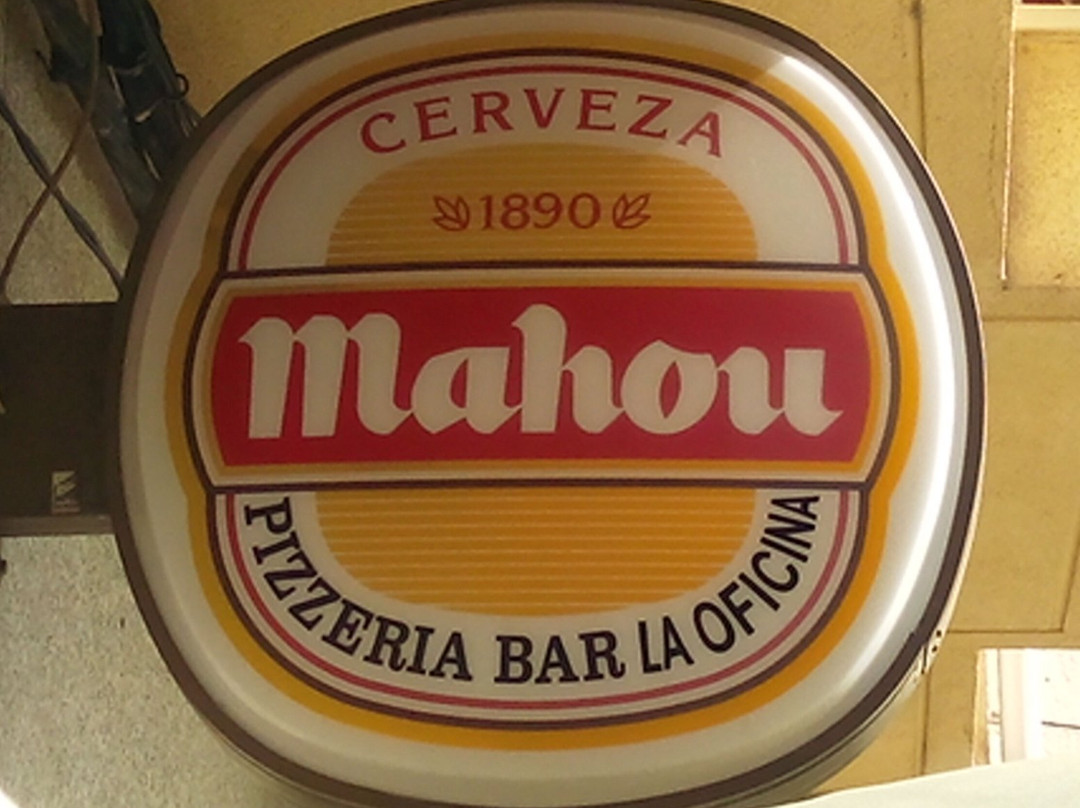 CERVEZA
1890
Mahou
PIZZERIA BAR LA OFICINA